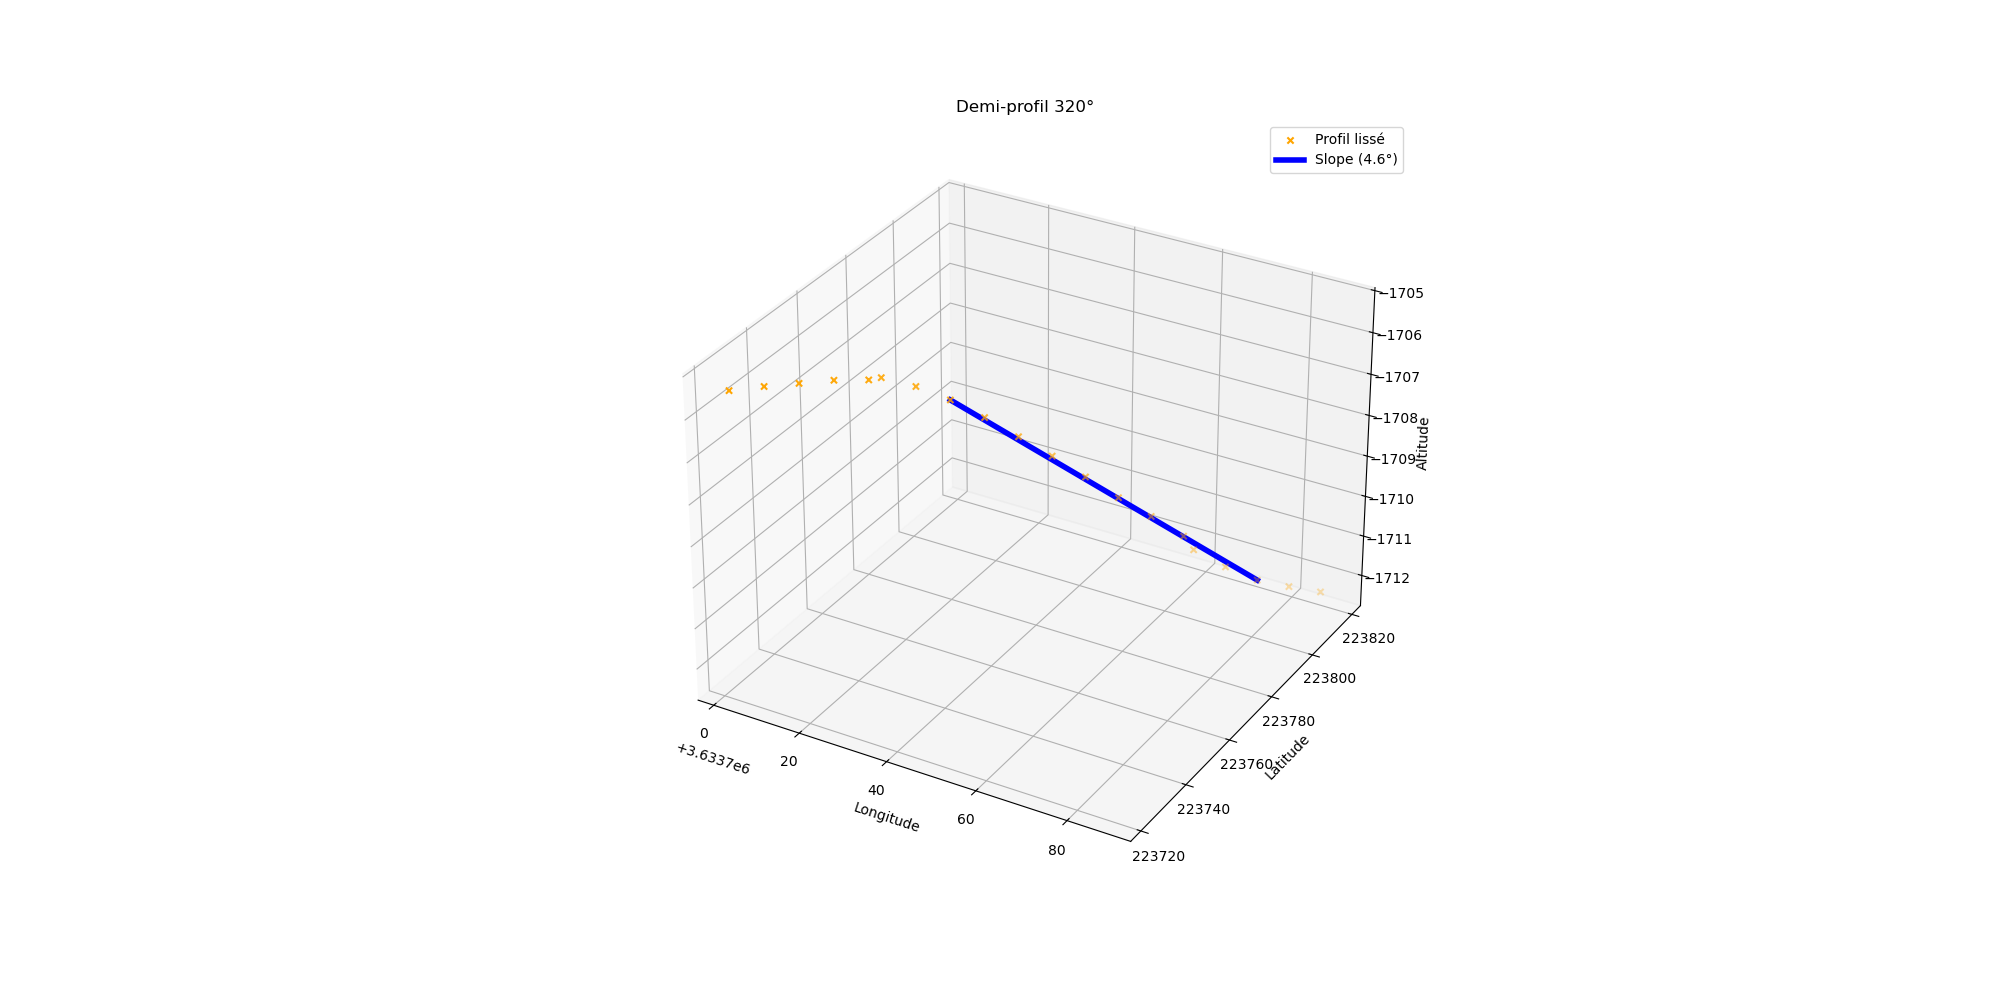 Demi-profil 320°
Profil lissé
Slope (4.6°)
−1705
−1706
−1707
−1708
−1709
−1710
−1711
−1712
Altitude
223820
223800
223780
223760
223740
223720
Latitude
0
20
40
60
80
+3.6337e6
Longitude